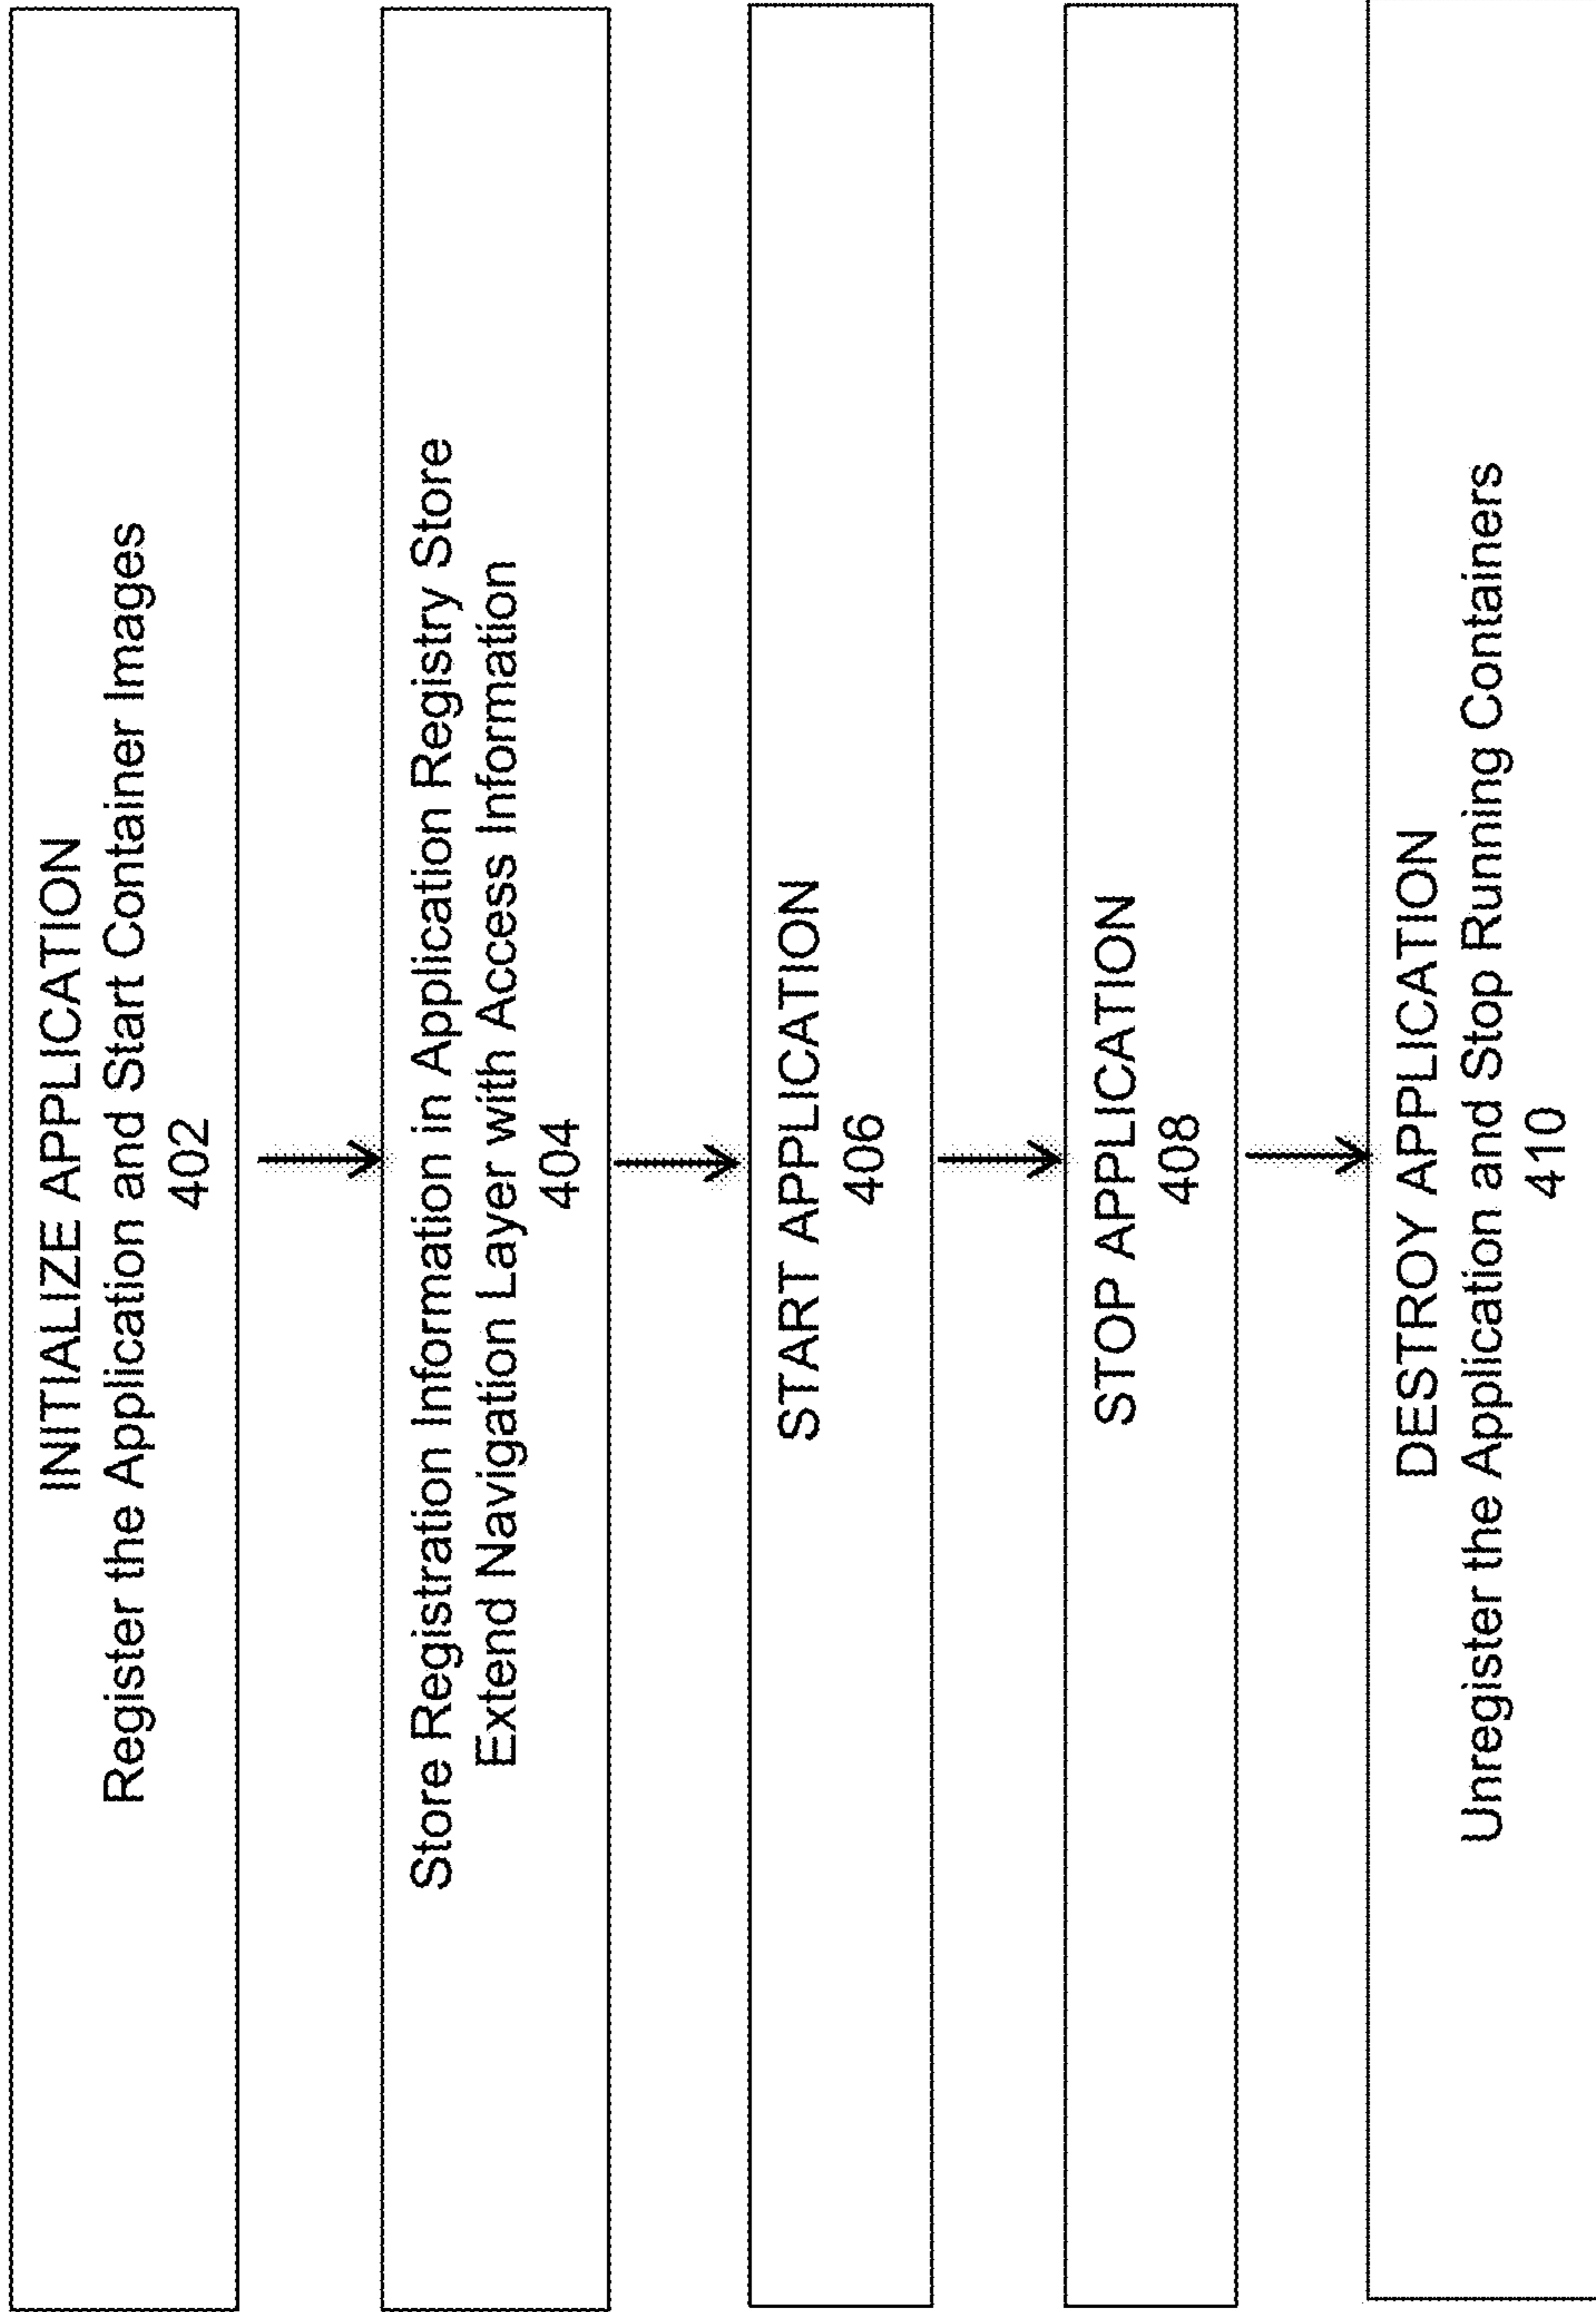 INITIALIZE APPLICATION
Register the Application and Start Container Images
402
Store Registration Information in Application Registry Store
Extend Navigation Layer with Access Information
404
START APPLICATION
406
STOP APPLICATION
408
DESTROY APPLICATION
Unregister the Application and Stop Running Containers
410